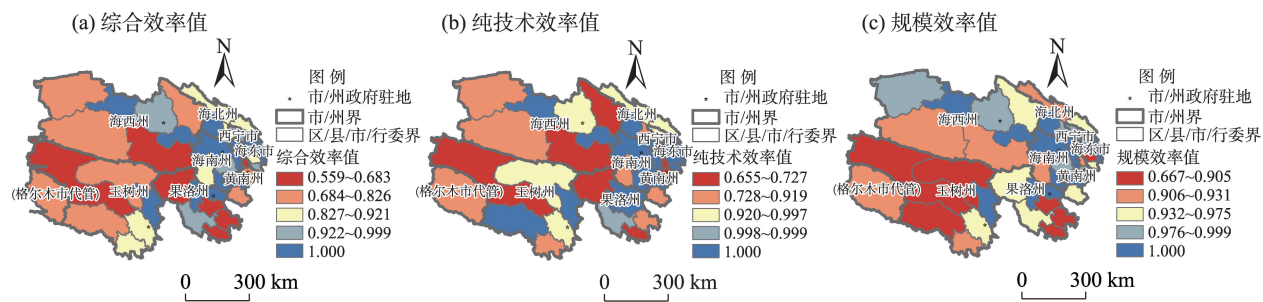 (a) 综合效率值
N
图 例
市/州政府驻地
市/州界
区/县/市/行委界
综合效率值
0.559~0.683
0.684~0.826
0.827~0.921
0.922~0.999
1.000
海西州
海北州
西宁市
海东市
海南州
黄南州
(格尔木市代管)
玉树州
果洛州
0 300 km
(b) 纯技术效率值
N
图 例
市/州政府驻地
市/州界
区/县/市/行委界
纯技术效率值
0.655~0.727
0.728~0.919
0.920~0.997
0.998~0.999
1.000
海西州
海北州
西宁市
海东市
海南州
黄南州
(格尔木市代管)
玉树州
果洛州
0 300 km
(c) 规模效率值
N
图 例
市/州政府驻地
市/州界
区/县/市/行委界
规模效率值
0.667~0.905
0.906~0.931
0.932~0.975
0.976~0.999
1.000
海西州
海北州
西宁市
海东市
海南州
黄南州
(格尔木市代管)
玉树州
果洛州
0 300 km